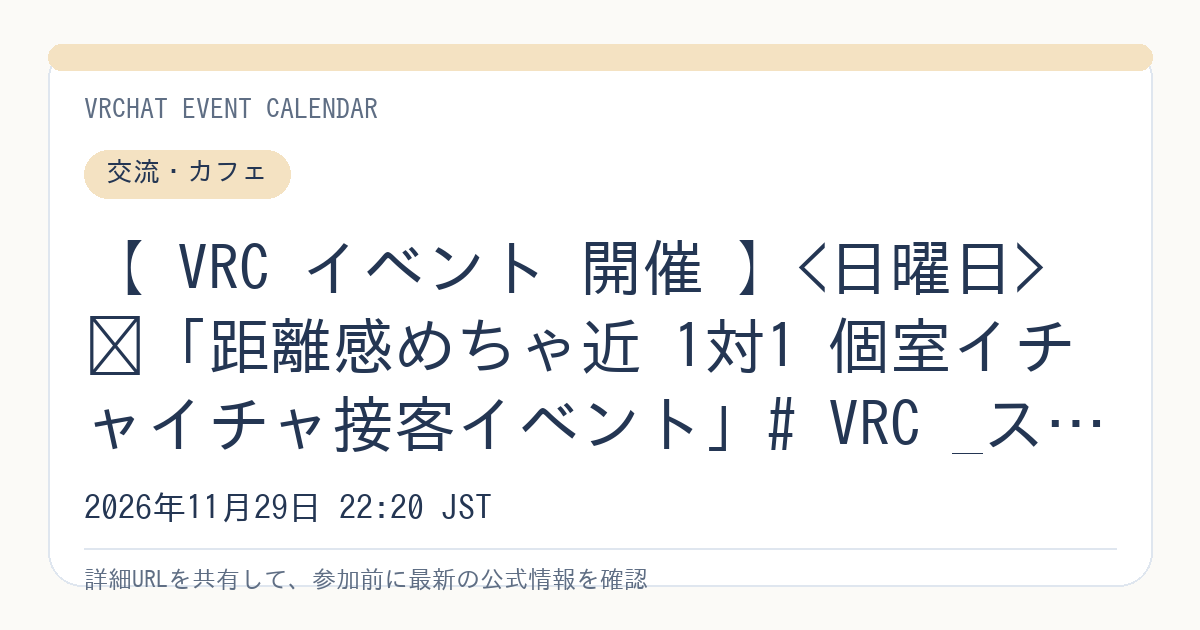 VRCHAT EVENT CALENDAR
交流・カフェ
【 VRC イベント 開催 】<日曜日>
「距離感めちゃ近 1対1 個室イチ
ャイチャ接客イベント」# VRC _ス…
2026年11月29日 22:20 JST
詳細URLを共有して、参加前に最新の公式情報を確認